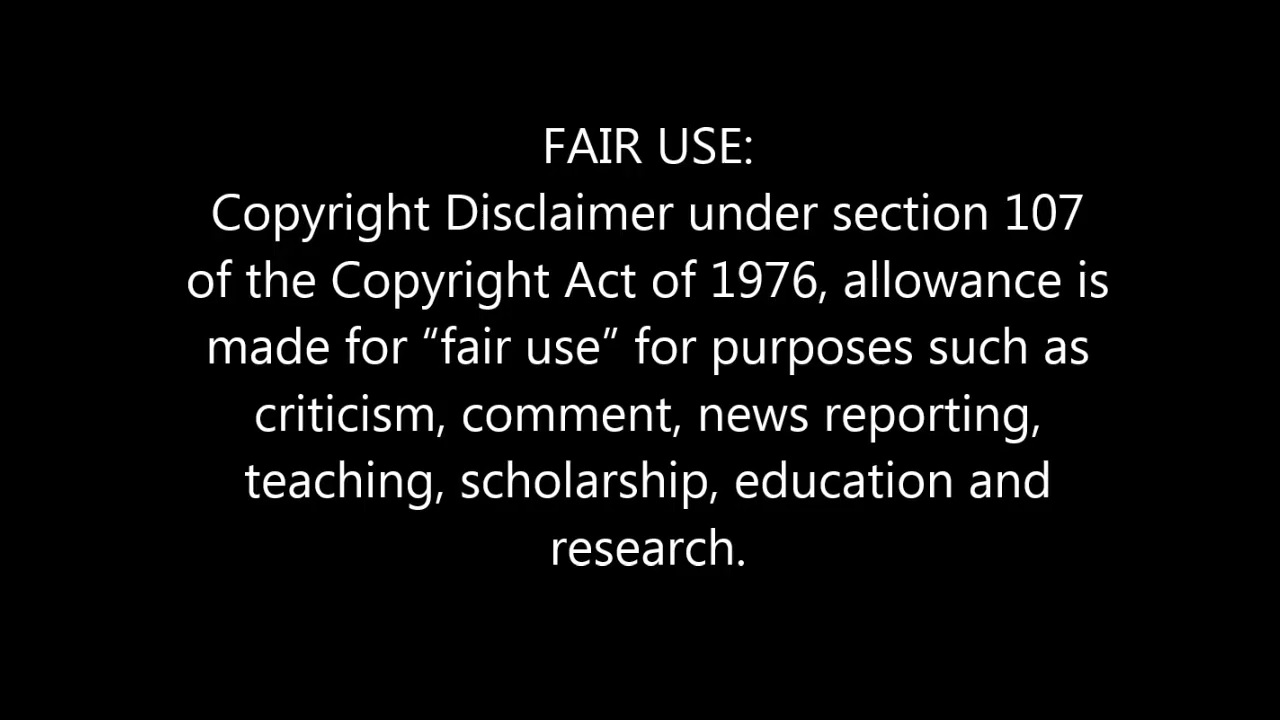 FAIR USE:
Copyright Disclaimer under section 107
of the Copyright Act of 1976, allowance is
made for “fair use” for purposes such as
criticism, comment, news reporting,
teaching, scholarship, education and
research.